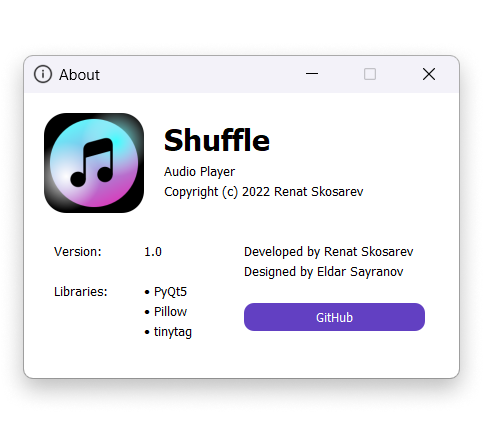 About
Shuffle
Audio Player
Copyright (c) 2022 Renat Skosarev
Version: 1.0
Developed by Renat Skosarev
Designed by Eldar Sayranov
Libraries: • PyQt5
• Pillow
• tinytag
GitHub